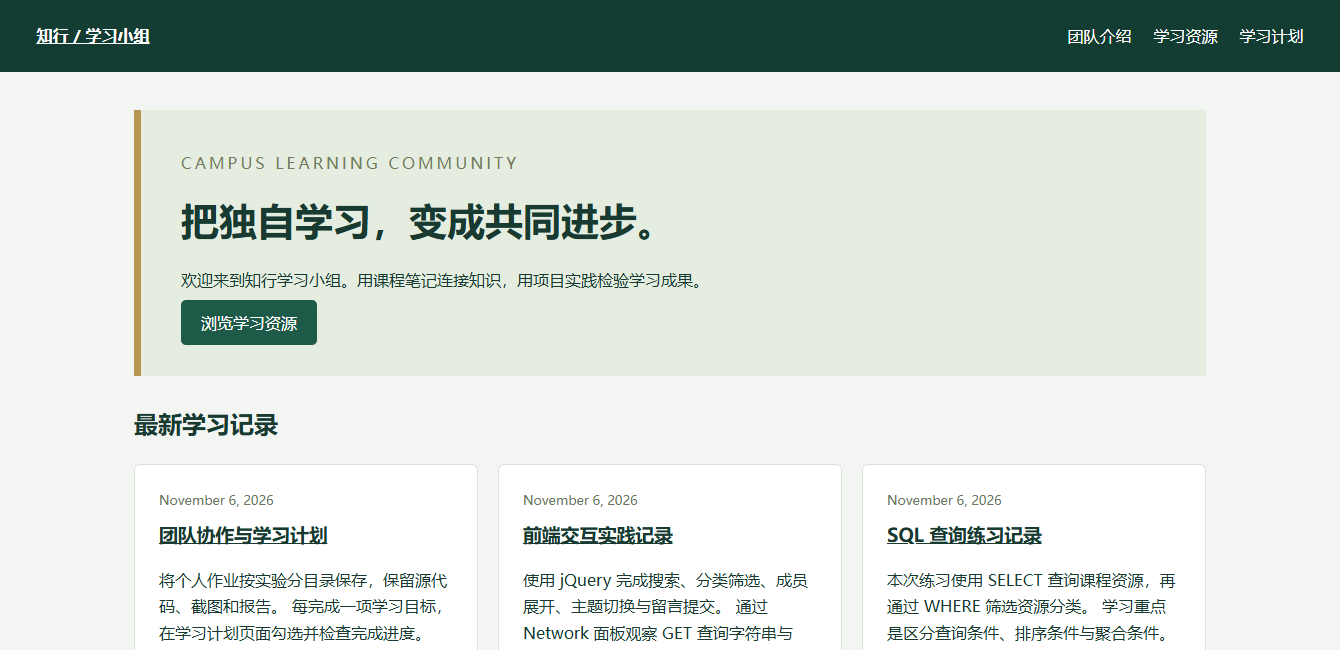 知行 / 学习小组
团队介绍 学习资源 学习计划
CAMPUS LEARNING COMMUNITY
把独自学习，变成共同进步。
欢迎来到知行学习小组。用课程笔记连接知识，用项目实践检验学习成果。
浏览学习资源
最新学习记录
November 6, 2026
团队协作与学习计划
将个人作业按实验分目录保存，保留源代
码、截图和报告。 每完成一项学习目标，
在学习计划页面勾选并检查完成进度。
November 6, 2026
前端交互实践记录
使用 jQuery 完成搜索、分类筛选、成员
展开、主题切换与留言提交。 通过
Network 面板观察 GET 查询字符串与
November 6, 2026
SQL 查询练习记录
本次练习使用 SELECT 查询课程资源，再
通过 WHERE 筛选资源分类。 学习重点
是区分查询条件、排序条件与聚合条件。